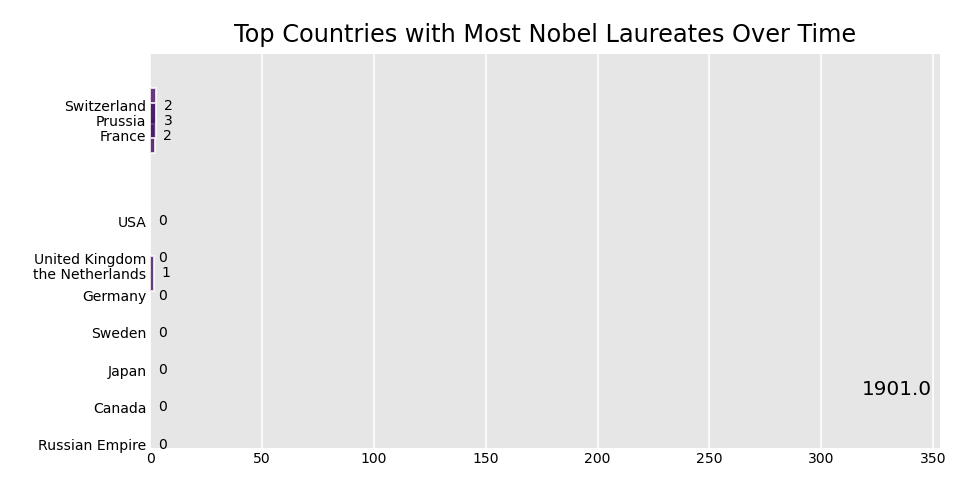 Top Countries with Most Nobel Laureates Over Time
Switzerland 2
Prussia 3
France 2
USA 0
United Kingdom 0
the Netherlands 1
Germany 0
Sweden 0
Japan 0
1901.0
Canada 0
Russian Empire 0
0 50 100 150 200 250 300 350